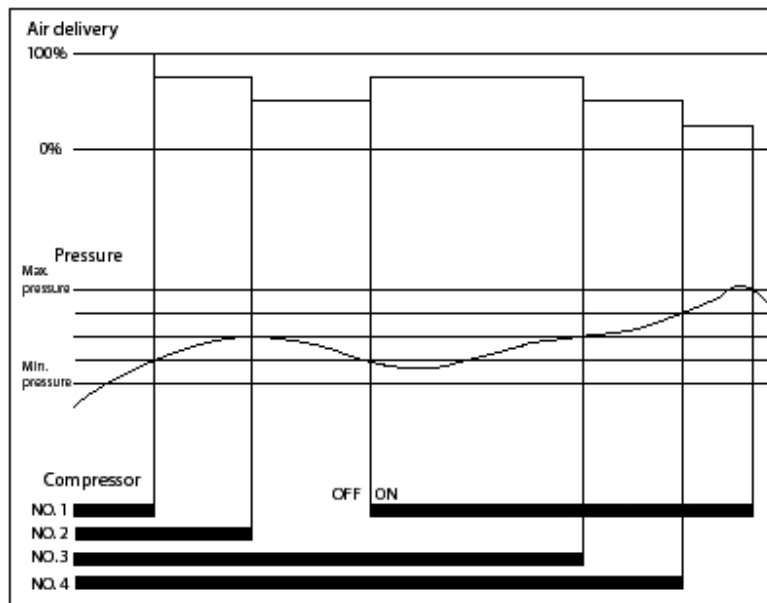 Air delivery
100%
0%
Pressure
Max.
pressure
Min.
pressure
Compressor
OFF ON
NO. 1
NO. 2
NO.3
NO. 4